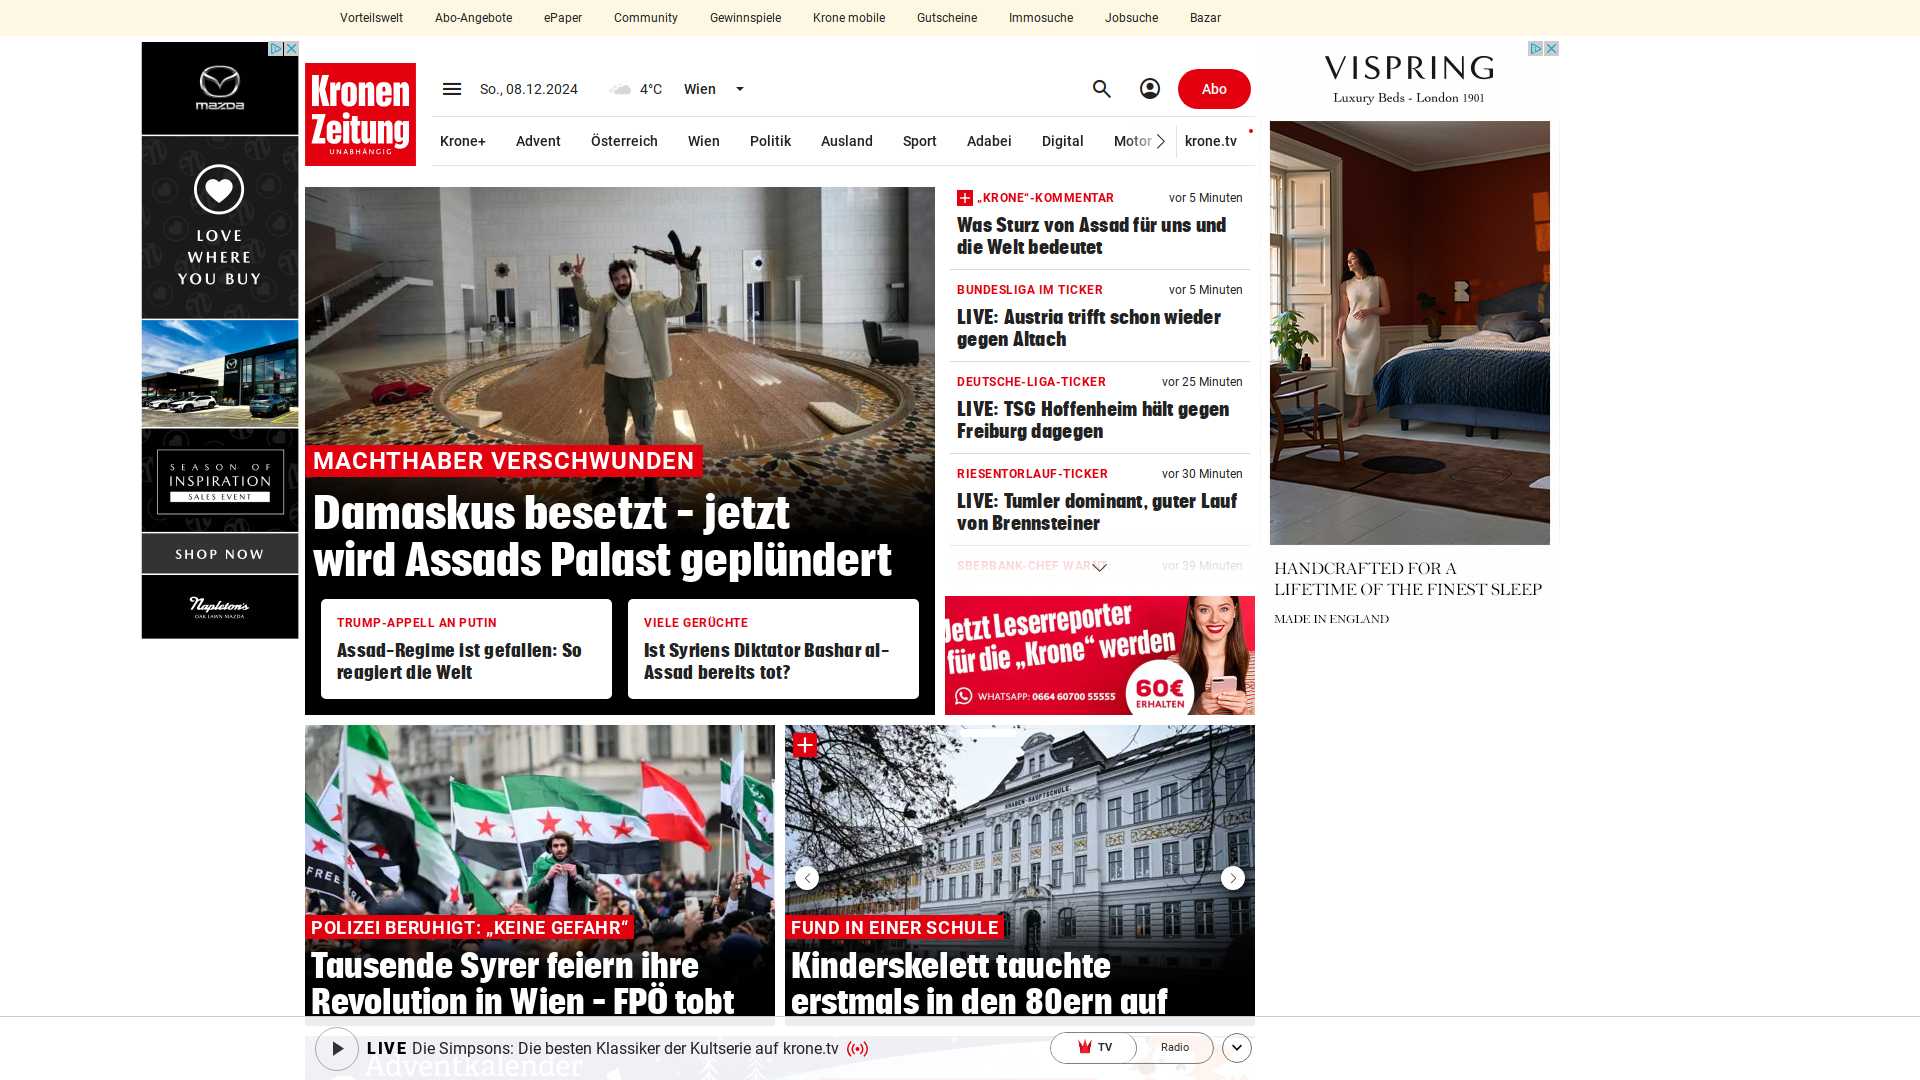 Vorteilswelt
Abo-Angebote
ePaper
Community
Gewinnspiele
Krone mobile
Gutscheine
Immosuche
Jobsuche
Bazar
mazda
LOVE
WHERE
YOU BUY
SEASON OF
INSPIRATION
SALES EVENT
SHOP NOW
Napleton's
OAK LAWN MAZDA
Kronen
Zeitung
UNABHÄNGIG
So., 08.12.2024
4°C
Wien
Abo
Krone+
Advent
Österreich
Wien
Politik
Ausland
Sport
Adabei
Digital
Motor
krone.tv
MACHTHABER VERSCHWUNDEN
Damaskus besetzt – jetzt
wird Assads Palast geplündert
TRUMP-APPELL AN PUTIN
Assad-Regime ist gefallen: So
reagiert die Welt
VIELE GERÜCHTE
Ist Syriens Diktator Bashar al-
Assad bereits tot?
„KRONE“-KOMMENTAR
vor 5 Minuten
Was Sturz von Assad für uns und
die Welt bedeutet
BUNDESLIGA IM TICKER
vor 5 Minuten
LIVE: Austria trifft schon wieder
gegen Altach
DEUTSCHE-LIGA-TICKER
vor 25 Minuten
LIVE: TSG Hoffenheim hält gegen
Freiburg dagegen
RIESENTORLAUF-TICKER
vor 30 Minuten
LIVE: Tumler dominant, guter Lauf
von Brennsteiner
SBERBANK-CHEF WARNT
vor 39 Minuten
Jetzt Leserreporter
für die „Krone“ werden
WHATSAPP: 0664 60700 55555
60€
ERHALTEN
FREE
POLIZEI BERUHIGT: „KEINE GEFAHR“
Tausende Syrer feiern ihre
Revolution in Wien – FPÖ tobt
KNABEN-HAUPTSCHULE.
FUND IN EINER SCHULE
Kinderskelett tauchte
erstmals in den 80ern auf
VISPRING
Luxury Beds - London 1901
HANDCRAFTED FOR A
LIFETIME OF THE FINEST SLEEP
MADE IN ENGLAND
LIVE Die Simpsons: Die besten Klassiker der Kultserie auf krone.tv
TV
Radio
Adventkalender